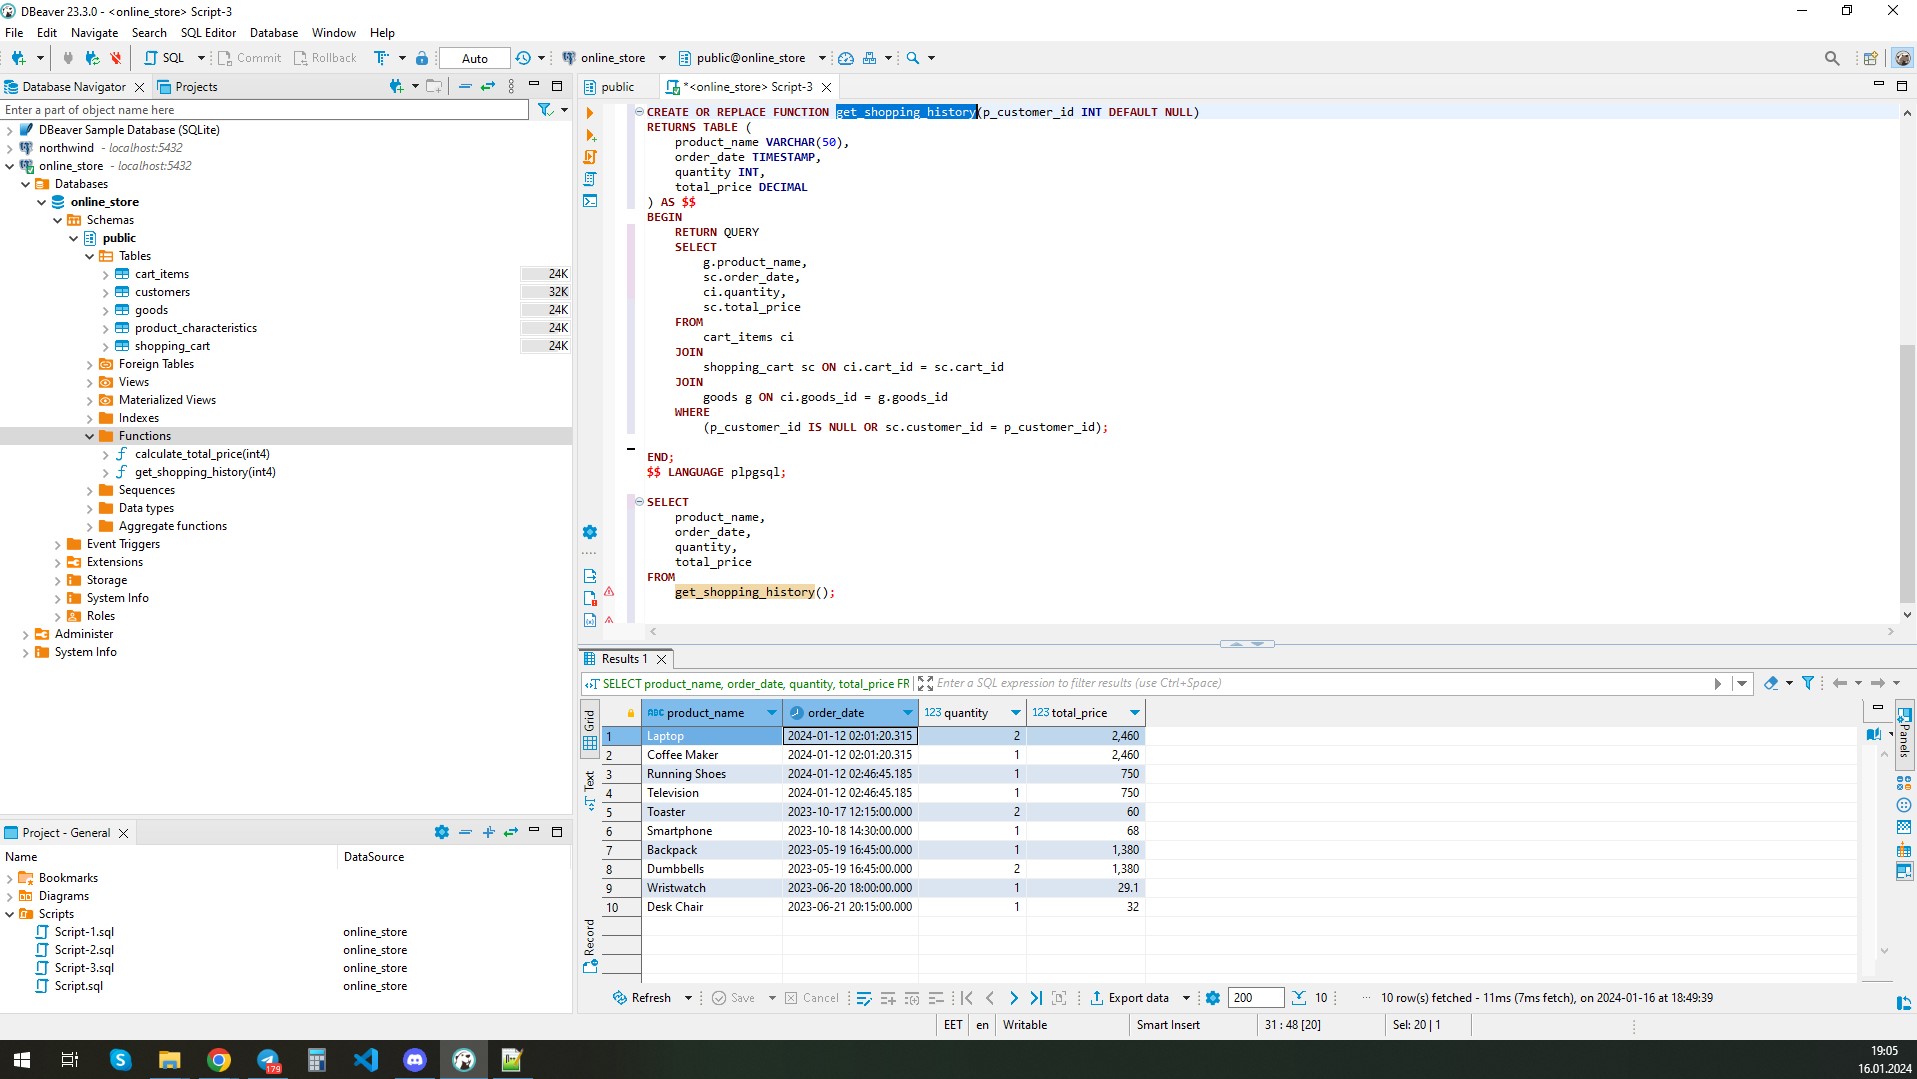 DBeaver 23.3.0 - <online_store> Script-3
File Edit Navigate Search SQL Editor Database Window Help
SQL Commit Rollback Auto online_store public@online_store
Database Navigator Projects
Enter a part of object name here
DBeaver Sample Database (SQLite)
northwind - localhost:5432
online_store - localhost:5432
Databases
online_store
Schemas
public
Tables
cart_items 24K
customers 32K
goods 24K
product_characteristics 24K
shopping_cart 24K
Foreign Tables
Views
Materialized Views
Indexes
Functions
calculate_total_price(int4)
get_shopping_history(int4)
Sequences
Data types
Aggregate functions
Event Triggers
Extensions
Storage
System Info
Roles
Administer
System Info
Project - General
Name DataSource
Bookmarks
Diagrams
Scripts
Script-1.sql online_store
Script-2.sql online_store
Script-3.sql online_store
Script.sql online_store
public *<online_store> Script-3
CREATE OR REPLACE FUNCTION get_shopping_history(p_customer_id INT DEFAULT NULL)
RETURNS TABLE (
product_name VARCHAR(50),
order_date TIMESTAMP,
quantity INT,
total_price DECIMAL
) AS $$
BEGIN
RETURN QUERY
SELECT
g.product_name,
sc.order_date,
ci.quantity,
sc.total_price
FROM
cart_items ci
JOIN
shopping_cart sc ON ci.cart_id = sc.cart_id
JOIN
goods g ON ci.goods_id = g.goods_id
WHERE
(p_customer_id IS NULL OR sc.customer_id = p_customer_id);
END;
$$ LANGUAGE plpgsql;
SELECT
product_name,
order_date,
quantity,
total_price
FROM
get_shopping_history();
Results 1
SELECT product_name, order_date, quantity, total_price FR Enter a SQL expression to filter results (use Ctrl+Space)
Grid
Text
Record
Panels
ABC product_name order_date 123 quantity 123 total_price
1 Laptop 2024-01-12 02:01:20.315 2 2,460
2 Coffee Maker 2024-01-12 02:01:20.315 1 2,460
3 Running Shoes 2024-01-12 02:46:45.185 1 750
4 Television 2024-01-12 02:46:45.185 1 750
5 Toaster 2023-10-17 12:15:00.000 2 60
6 Smartphone 2023-10-18 14:30:00.000 1 68
7 Backpack 2023-05-19 16:45:00.000 1 1,380
8 Dumbbells 2023-05-19 16:45:00.000 2 1,380
9 Wristwatch 2023-06-20 18:00:00.000 1 29.1
10 Desk Chair 2023-06-21 20:15:00.000 1 32
Refresh Save Cancel Export data 200 10 ... 10 row(s) fetched - 11ms (7ms fetch), on 2024-01-16 at 18:49:39
EET en Writable Smart Insert 31 : 48 [20] Sel: 20 | 1
179
19:05
16.01.2024